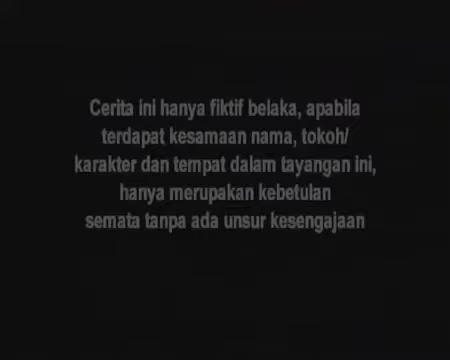 Cerita ini hanya fiktif belaka, apabila
terdapat kesamaan nama, tokoh/
karakter dan tempat dalam tayangan ini,
hanya merupakan kebetulan
semata tanpa ada unsur kesengajaan